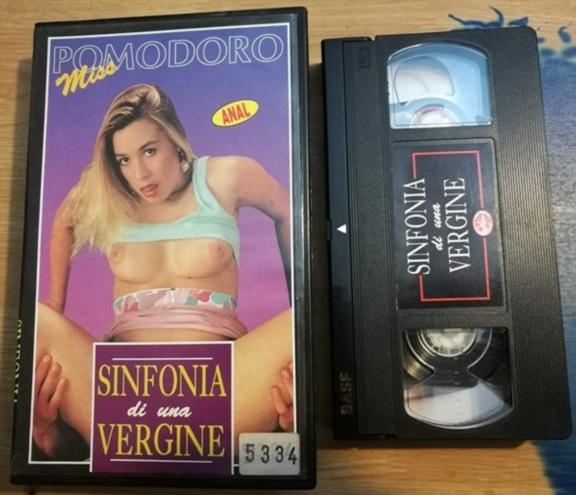 POMODORO
Miss
ANAL
SINFONIA
di una
VERGINE
5334
SINFONIA
di una
VERGINE
BASF